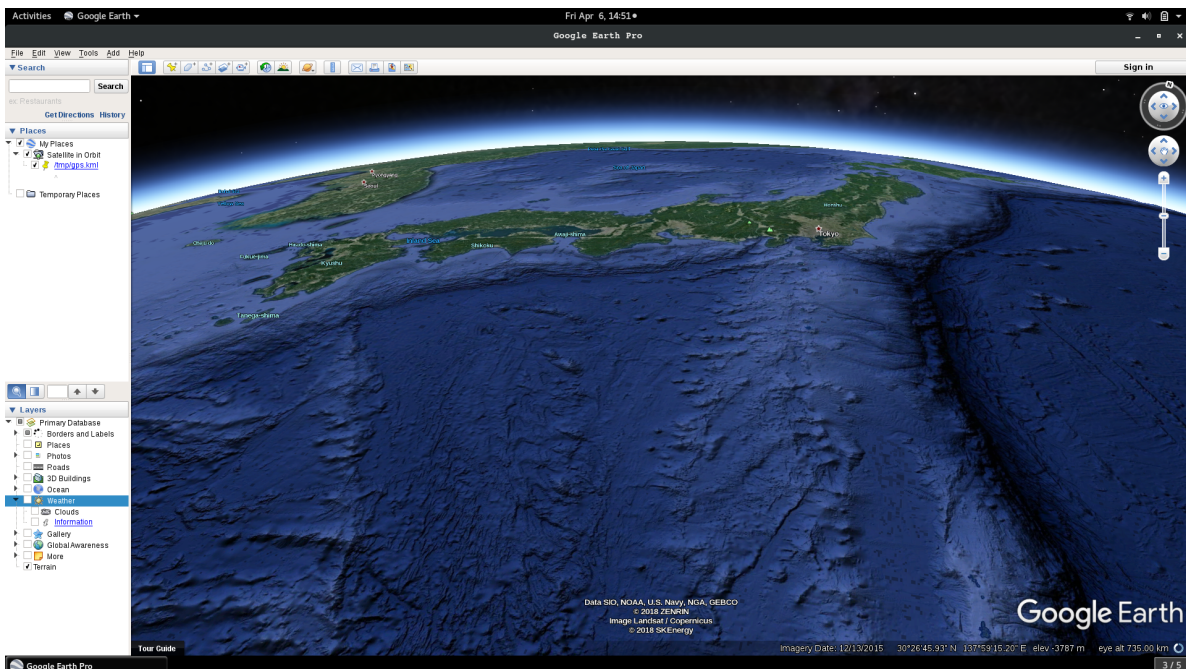 Activities Google Earth Fri Apr 6, 14:51
Google Earth Pro
File Edit View Tools Add Help
Search
Sign in
Search
ex: Restaurants
Get Directions History
Places
My Places
Satellite in Orbit
/tmp/gps.kml
Temporary Places
N
Pyongyang
Seoul
Honshu
Tokyo
Awaji-shima
Inland Sea
Shikoku
Kyushu
Tanega-shima
Layers
Primary Database
Borders and Labels
Places
Photos
Roads
3D Buildings
Ocean
Weather
Clouds
Information
Gallery
Global Awareness
More
Terrain
Data SIO, NOAA, U.S. Navy, NGA, GEBCO
© 2018 ZENRIN
Image Landsat / Copernicus
© 2018 SKEnergy
Google Earth
Tour Guide
Imagery Date: 12/13/2015 30°26'45.93" N 137°59'15.20" E elev -3787 m eye alt 735.00 km
Google Earth Pro
3 / 5